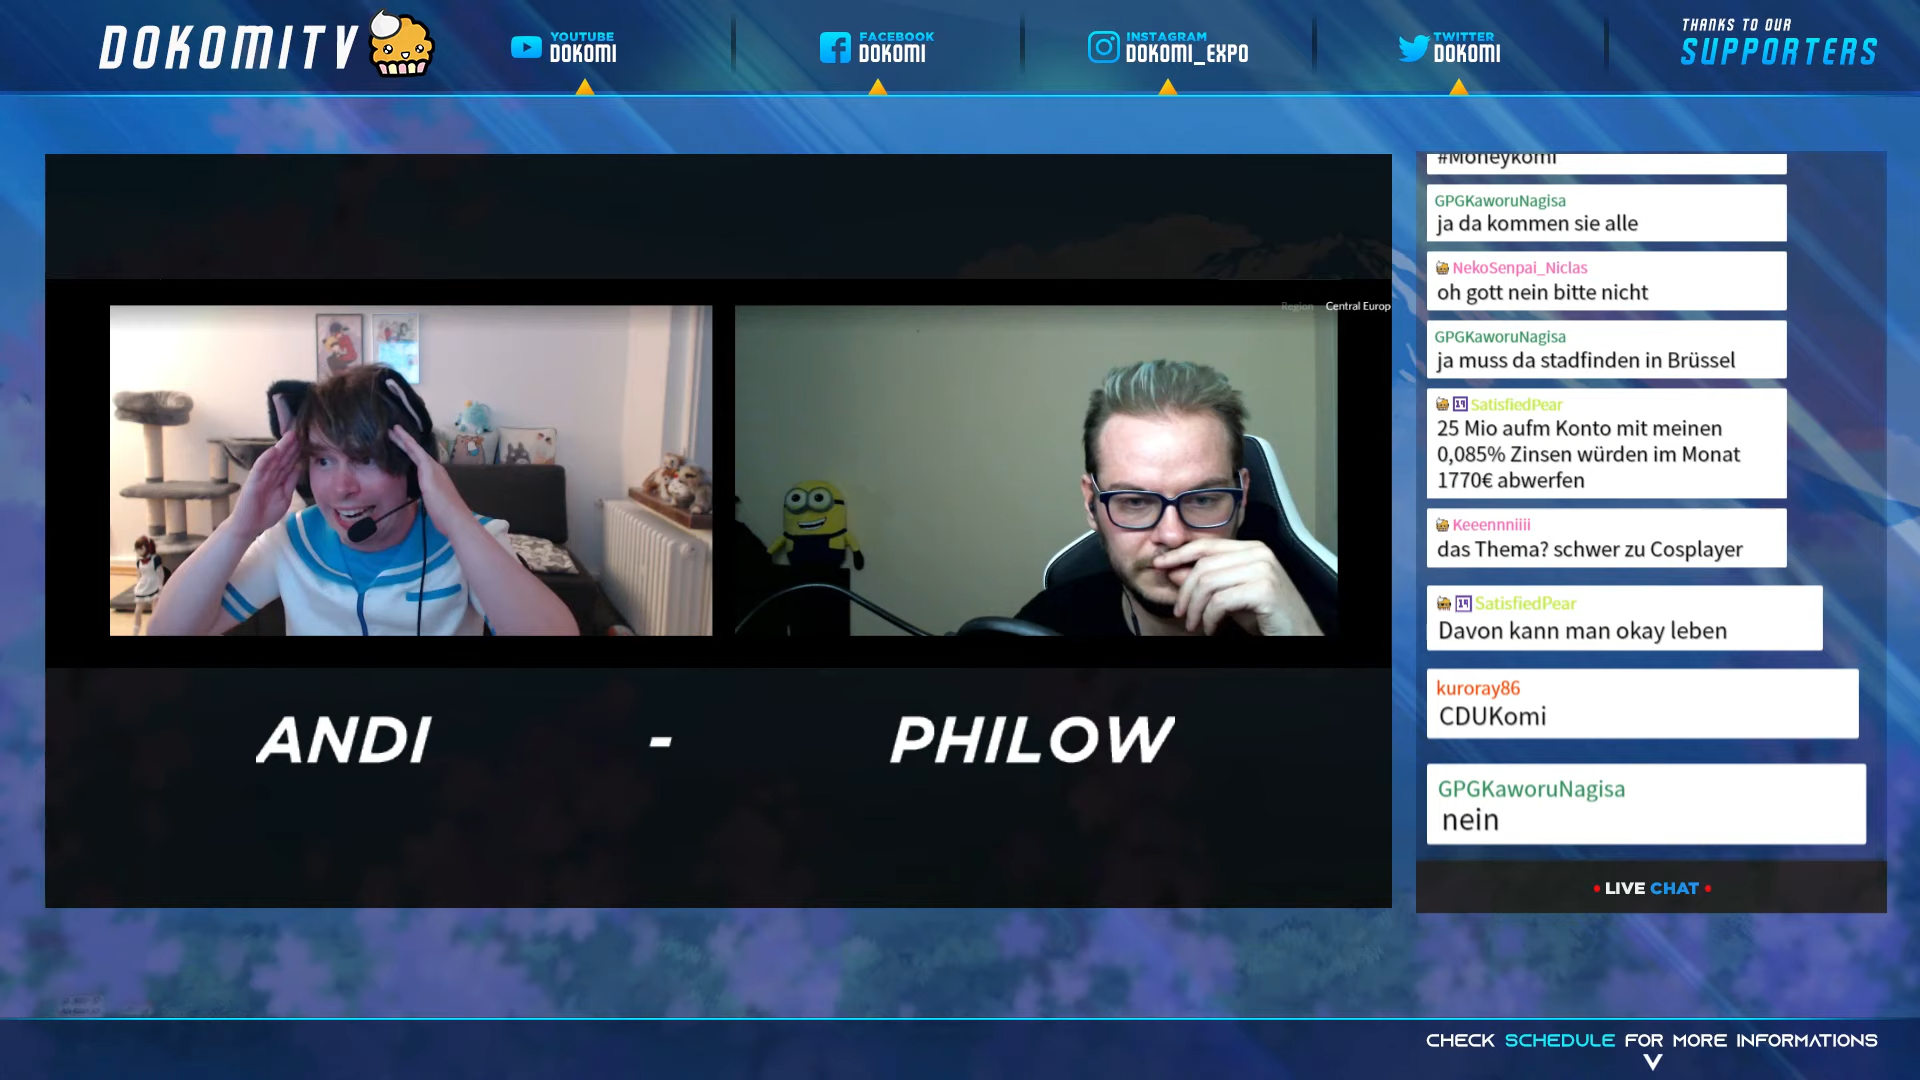 DOKOMITV
YOUTUBE
DOKOMI
FACEBOOK
DOKOMI
INSTAGRAM
DOKOMI_EXPO
TWITTER
DOKOMI
THANKS TO OUR
SUPPORTERS
Region Central Europ
ANDI - PHILOW
#Moneykomi
GPGKaworuNagisa
ja da kommen sie alle
NekoSenpai_Niclas
oh gott nein bitte nicht
GPGKaworuNagisa
ja muss da stadfinden in Brüssel
SatisfiedPear
25 Mio aufm Konto mit meinen
0,085% Zinsen würden im Monat
1770€ abwerfen
Keeennniiii
das Thema? schwer zu Cosplayer
SatisfiedPear
Davon kann man okay leben
kuroray86
CDUKomi
GPGKaworuNagisa
nein
LIVE CHAT
CHECK SCHEDULE FOR MORE INFORMATIONS